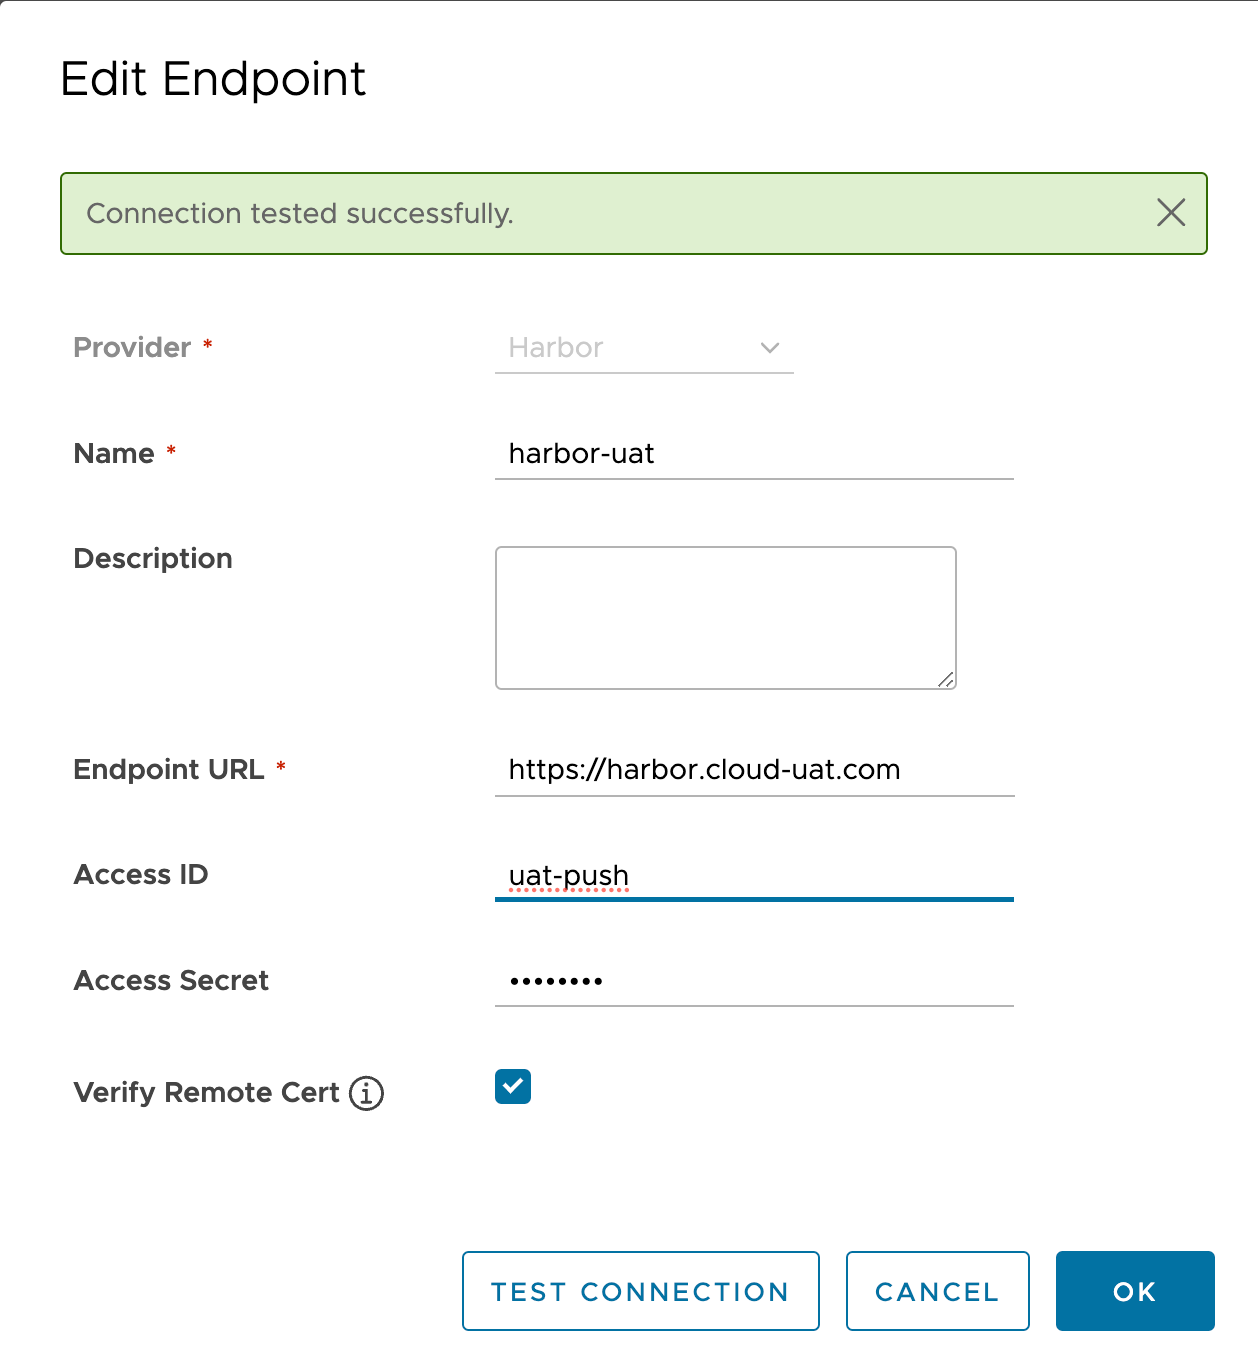 Edit Endpoint
Connection tested successfully.
Provider *
Harbor
Name *
harbor-uat
Description
Endpoint URL *
https://harbor.cloud-uat.com
Access ID
uat-push
Access Secret
••••••••
Verify Remote Cert
TEST CONNECTION
CANCEL
OK